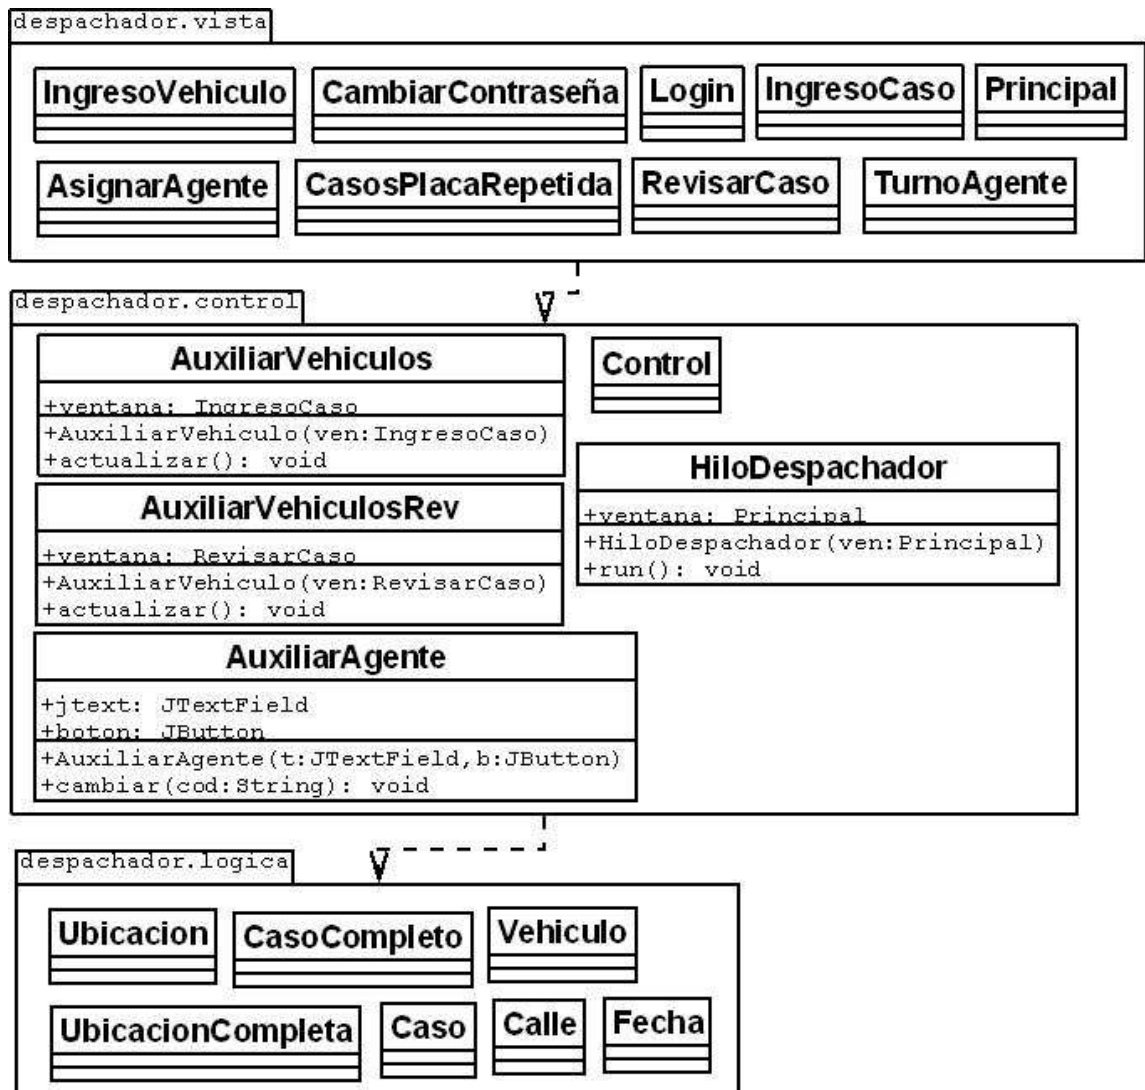 despachador.vista
IngresoVehiculo
CambiarContraseña
Login
IngresoCaso
Principal
AsignarAgente
CasosPlacaRepetida
RevisarCaso
TurnoAgente
despachador.control
AuxiliarVehiculos
+ventana: IngresoCaso
+AuxiliarVehiculo(ven:IngresoCaso)
+actualizar(): void
Control
HiloDespachador
+ventana: Principal
+HiloDespachador(ven:Principal)
+run(): void
AuxiliarVehiculosRev
+ventana: RevisarCaso
+AuxiliarVehiculo(ven:RevisarCaso)
+actualizar(): void
AuxiliarAgente
+jtext: JTextField
+boton: JButton
+AuxiliarAgente(t:JTextField,b:JButton)
+cambiar(cod:String): void
despachador.logica
Ubicacion
CasoCompleto
Vehiculo
UbicacionCompleta
Caso
Calle
Fecha